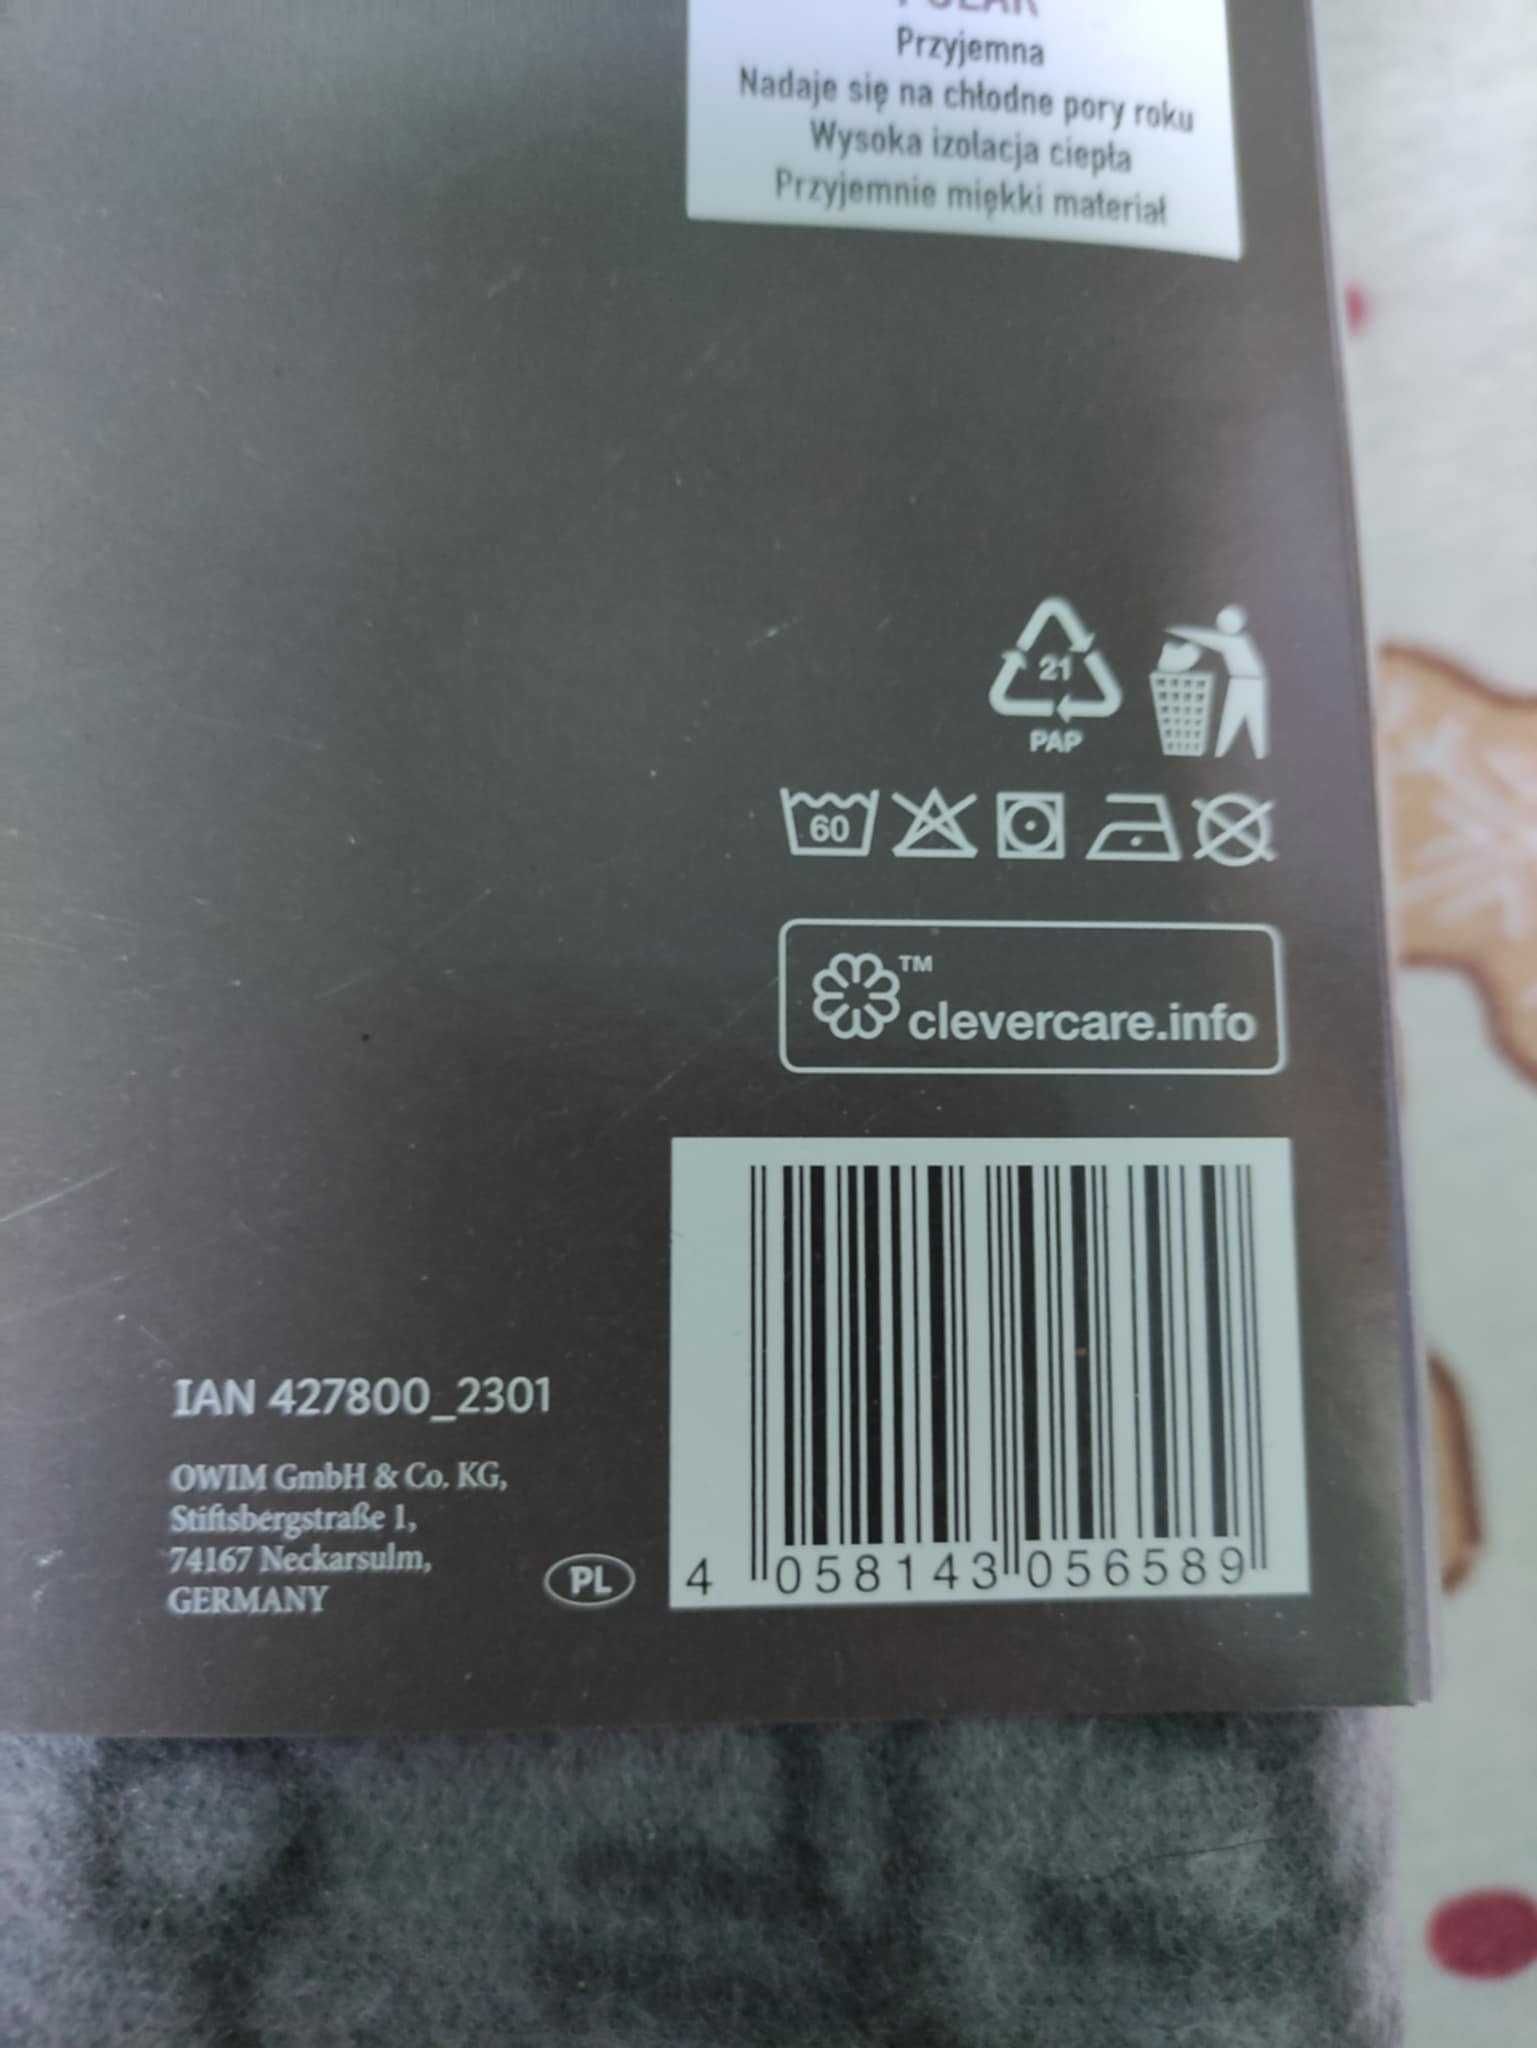 POLAR
Przyjemna
Nadaje się na chłodne pory roku
Wysoka izolacja ciepła
Przyjemnie miękki materiał
21
PAP
60
TM
clevercare.info
IAN 427800_2301
OWIM GmbH & Co. KG,
Stiftsbergstraße 1,
74167 Neckarsulm,
GERMANY
PL
4 058143 056589